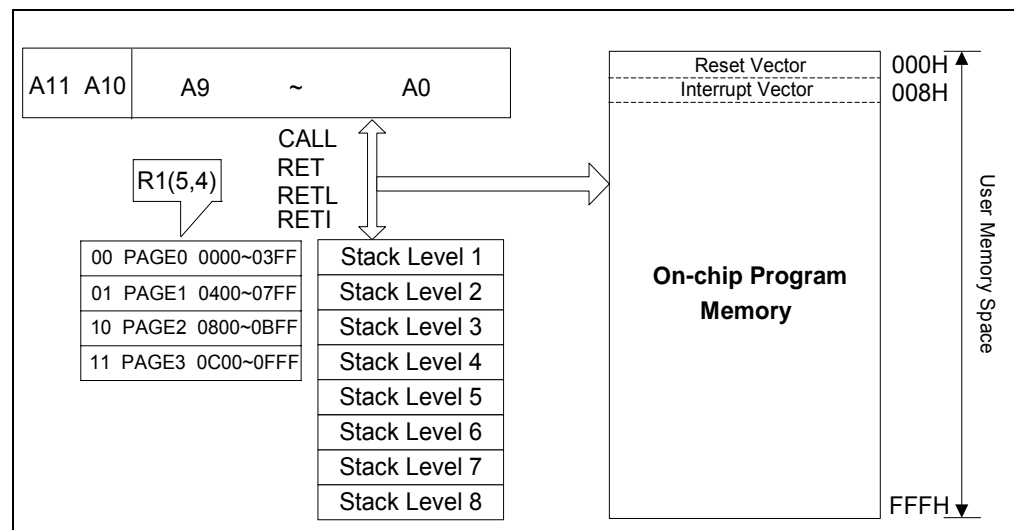 A11 A10 A9 ~ A0
CALL
RET
RETL
RETI
R1(5,4)
00 PAGE0 0000~03FF
01 PAGE1 0400~07FF
10 PAGE2 0800~0BFF
11 PAGE3 0C00~0FFF
Stack Level 1
Stack Level 2
Stack Level 3
Stack Level 4
Stack Level 5
Stack Level 6
Stack Level 7
Stack Level 8
Reset Vector 000H
Interrupt Vector 008H
On-chip Program
Memory
FFFH
User Memory Space